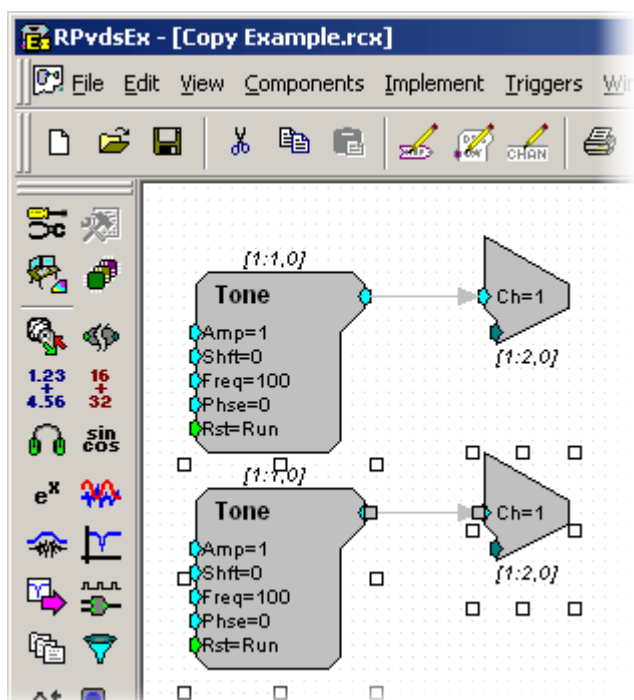 RPvdsEx - [Copy Example.rcx]
File Edit View Components Implement Triggers
CHAN
[1:1,0]
Tone
Amp=1
Shft=0
Freq=100
Phse=0
Rst=Run
Ch=1
[1:2,0]
[1:1,0]
Tone
Amp=1
Shft=0
Freq=100
Phse=0
Rst=Run
Ch=1
[1:2,0]
1.23
+
4.56
16
+
32
sin
cos
e^x